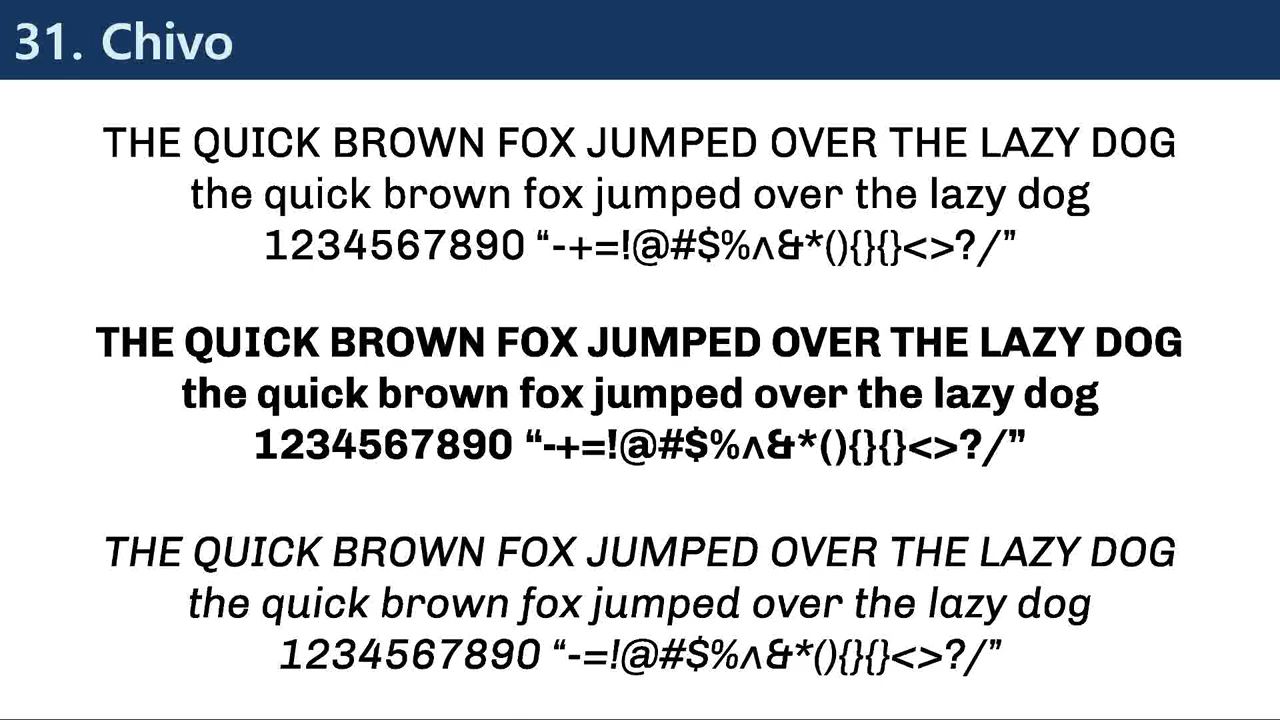 31. Chivo
THE QUICK BROWN FOX JUMPED OVER THE LAZY DOG
the quick brown fox jumped over the lazy dog
1234567890 “-+=!@#$%^&*(){}{}<>?/”
THE QUICK BROWN FOX JUMPED OVER THE LAZY DOG
the quick brown fox jumped over the lazy dog
1234567890 “-+=!@#$%^&*(){}{}<>?/”
THE QUICK BROWN FOX JUMPED OVER THE LAZY DOG
the quick brown fox jumped over the lazy dog
1234567890 “-=!@#$%^&*(){}{}<>?/”